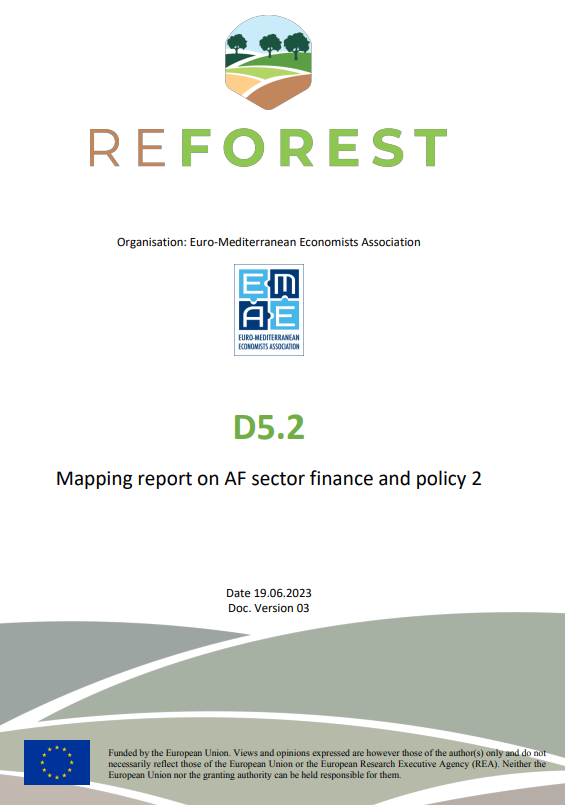 REFOREST
Organisation: Euro-Mediterranean Economists Association
EM
AE
EURO-MEDITERRANEAN
ECONOMISTS ASSOCIATION
D5.2
Mapping report on AF sector finance and policy 2
Date 19.06.2023
Doc. Version 03
Funded by the European Union. Views and opinions expressed are however those of the author(s) only and do not
necessarily reflect those of the European Union or the European Research Executive Agency (REA). Neither the
European Union nor the granting authority can be held responsible for them.